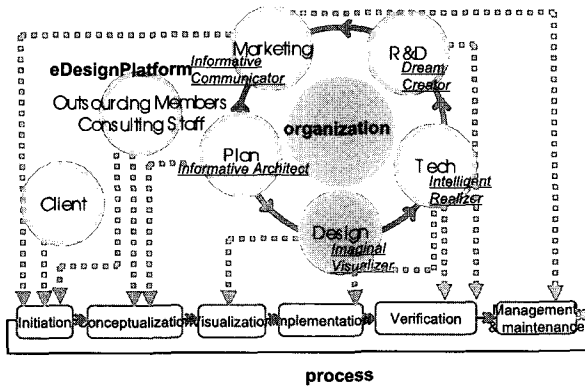 Marketing
Informative
Communicator
R&D
Dream
Creator
eDesignPlatform
Outsourding Members
Consulting Staff
organization
Plan
Informative Architect
Tech
Intelligent
Realizer
Client
Design
Imaginal
Visualizer
Initiation
Conceptualization
Visualization
Implementation
Verification
Management
& maintenance
process